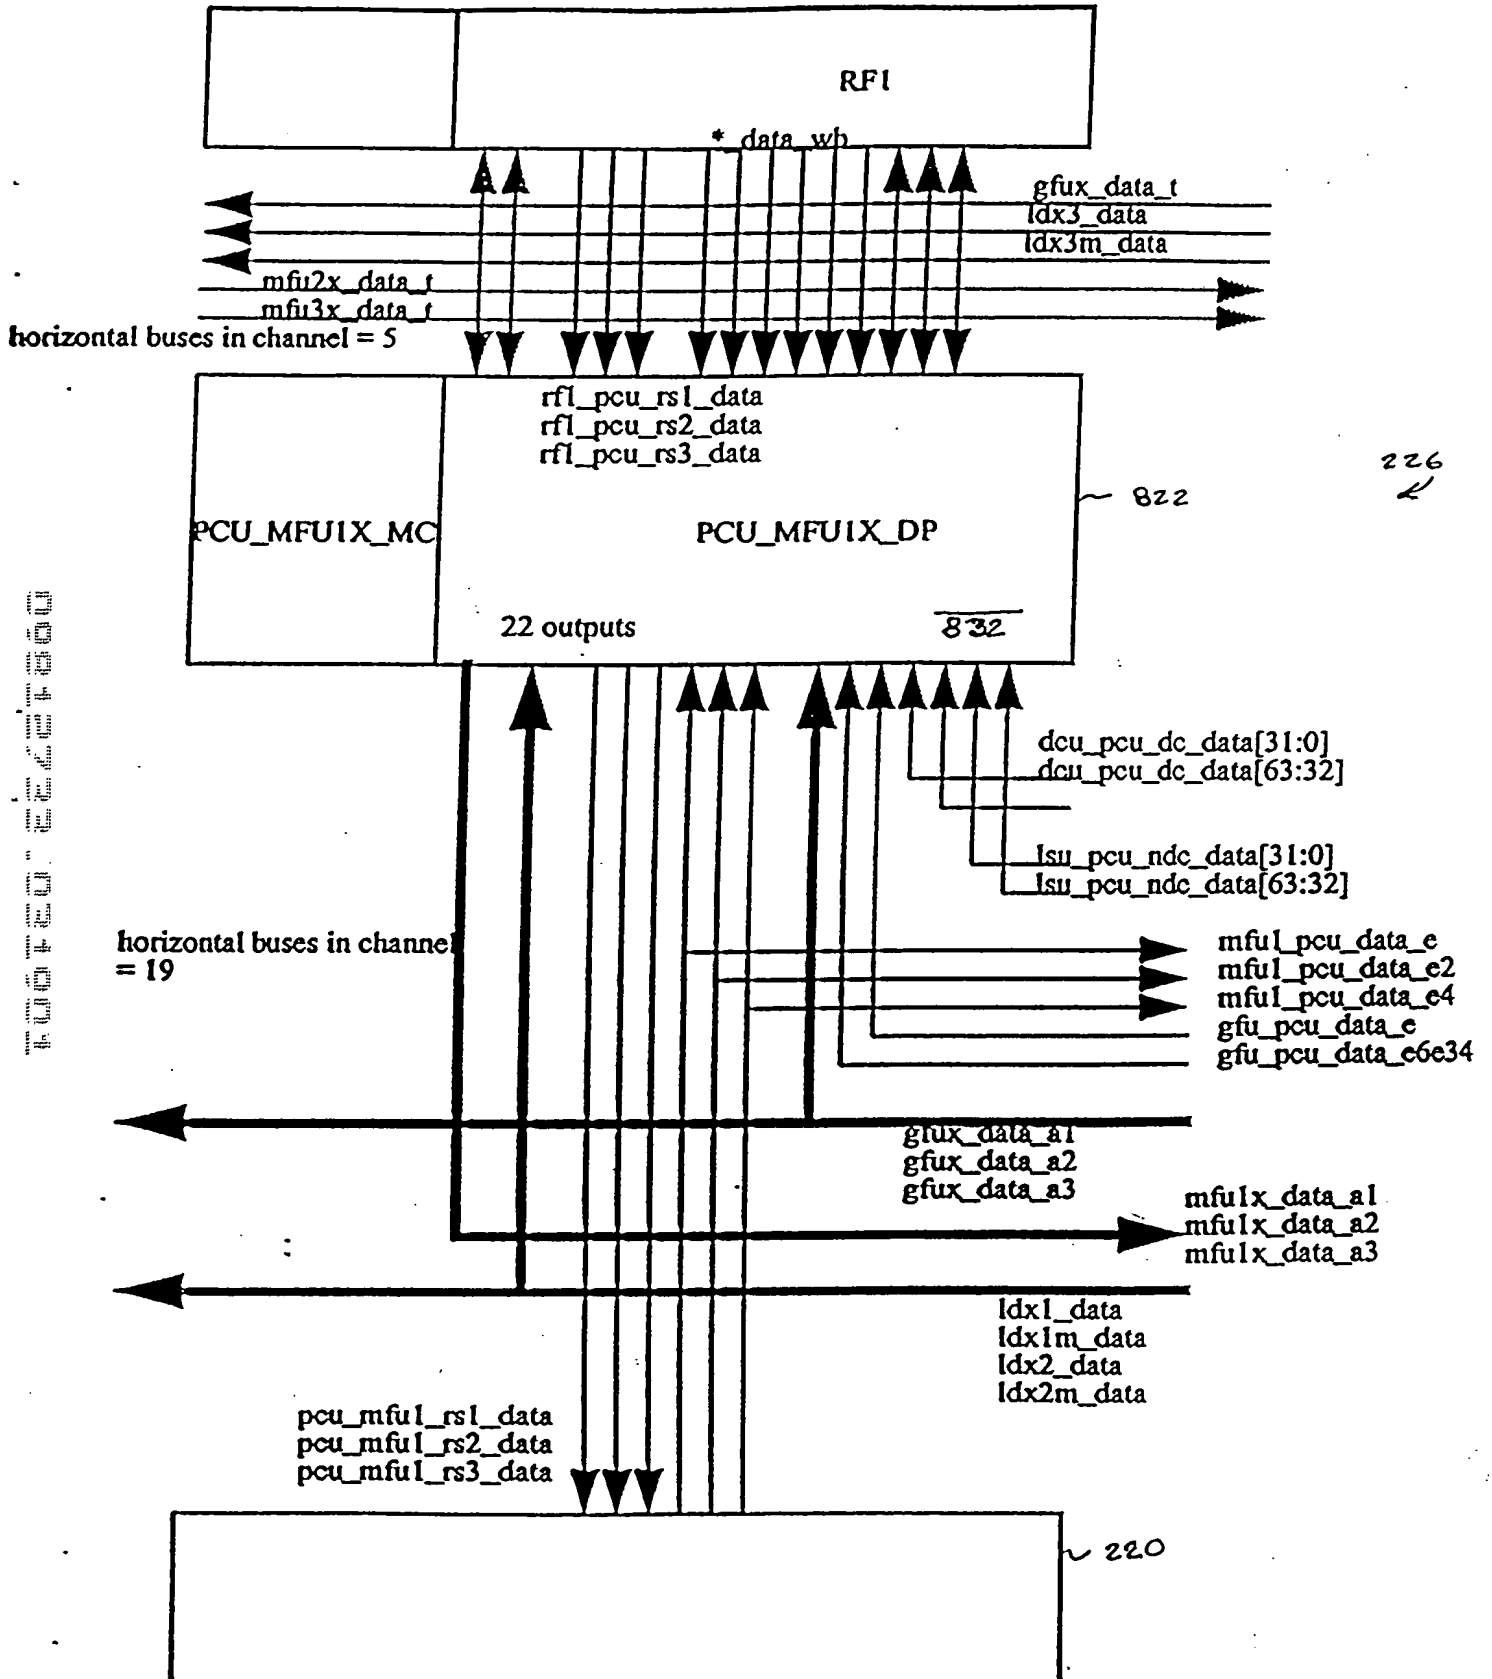 RF1
*_data_wb
gfux_data_t
ldx3_data
ldx3m_data
mfu2x_data_t
mfu3x_data_t
horizontal buses in channel = 5
rf1_pcu_rs1_data
rf1_pcu_rs2_data
rf1_pcu_rs3_data
226
822
PCU_MFU1X_MC
PCU_MFU1X_DP
22 outputs
832
dcu_pcu_dc_data[31:0]
dcu_pcu_dc_data[63:32]
lsu_pcu_ndc_data[31:0]
lsu_pcu_ndc_data[63:32]
horizontal buses in channel
= 19
mfu1_pcu_data_e
mfu1_pcu_data_e2
mfu1_pcu_data_e4
gfu_pcu_data_e
gfu_pcu_data_e6e34
gfux_data_a1
gfux_data_a2
gfux_data_a3
mfu1x_data_a1
mfu1x_data_a2
mfu1x_data_a3
ldx1_data
ldx1m_data
ldx2_data
ldx2m_data
pcu_mfu1_rs1_data
pcu_mfu1_rs2_data
pcu_mfu1_rs3_data
220